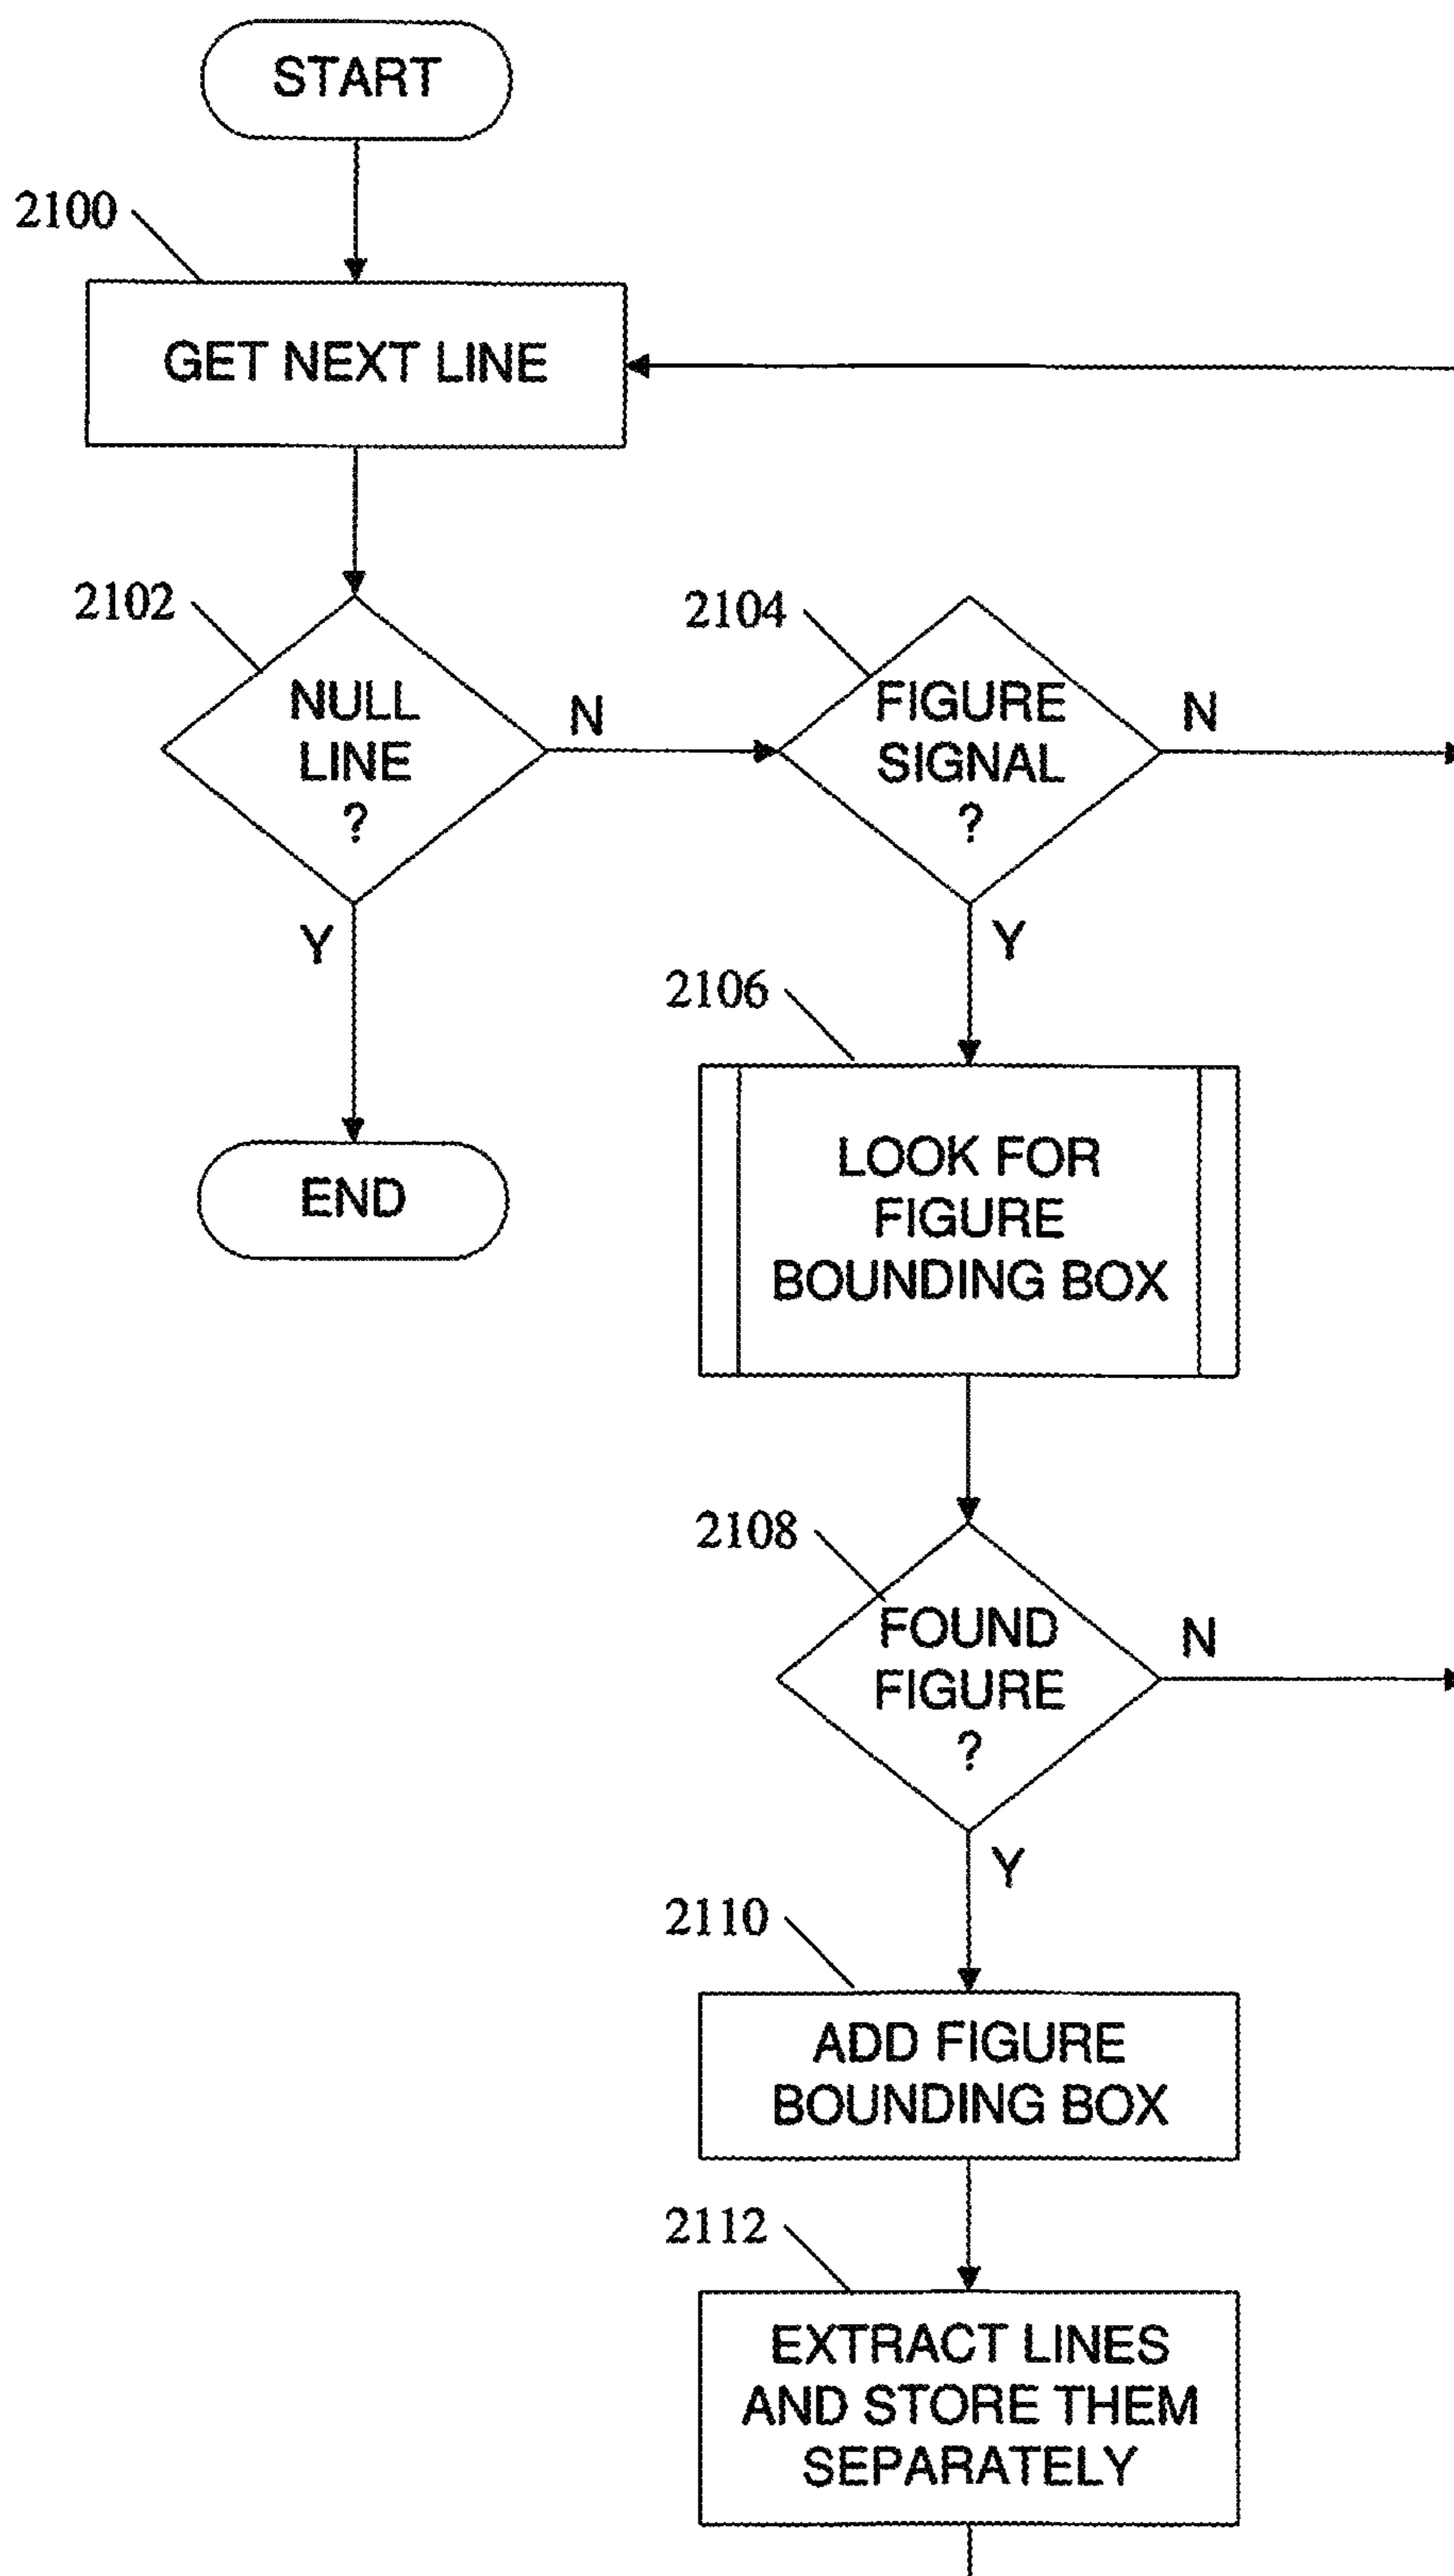 START
2100
GET NEXT LINE
2102
NULL
LINE
?
N
Y
END
2104
FIGURE
SIGNAL
?
N
Y
2106
LOOK FOR
FIGURE
BOUNDING BOX
2108
FOUND
FIGURE
?
N
Y
2110
ADD FIGURE
BOUNDING BOX
2112
EXTRACT LINES
AND STORE THEM
SEPARATELY